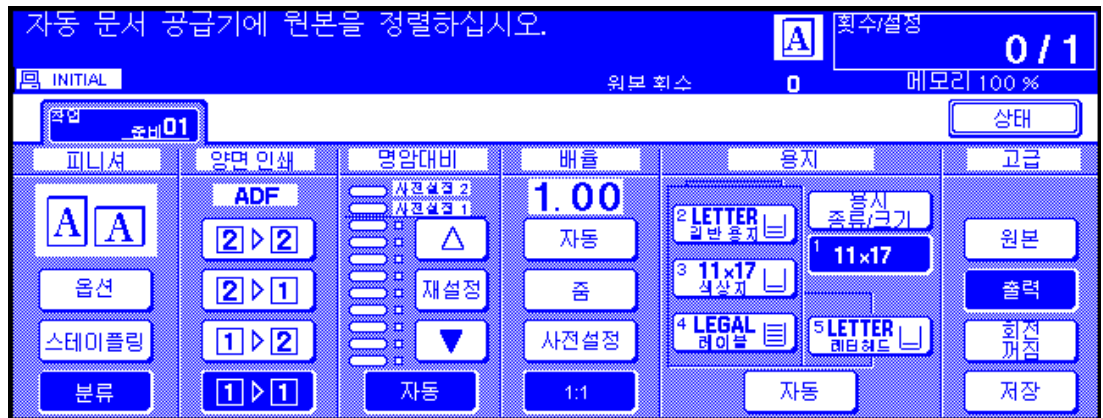 자동 문서 공급기에 원본을 정렬하십시오.
A
횟수/설정
0 / 1
INITIAL
원본 횟수 0
메모리 100 %
작업
준비01
상태
피니셔
양면 인쇄
명암대비
배율
용지
고급
A A
옵션
스테이플링
분류
ADF
2 ▷ 2
2 ▷ 1
1 ▷ 2
1 ▷ 1
사전설정 2
사전설정 1
△
재설정
▼
자동
1.00
자동
줌
사전설정
1:1
2 LETTER
일반 용지
3 11×17
색상지
4 LEGAL
레이블
용지
종류/크기
1 11×17
5 LETTER
레터헤드
자동
원본
출력
회전
꺼짐
저장